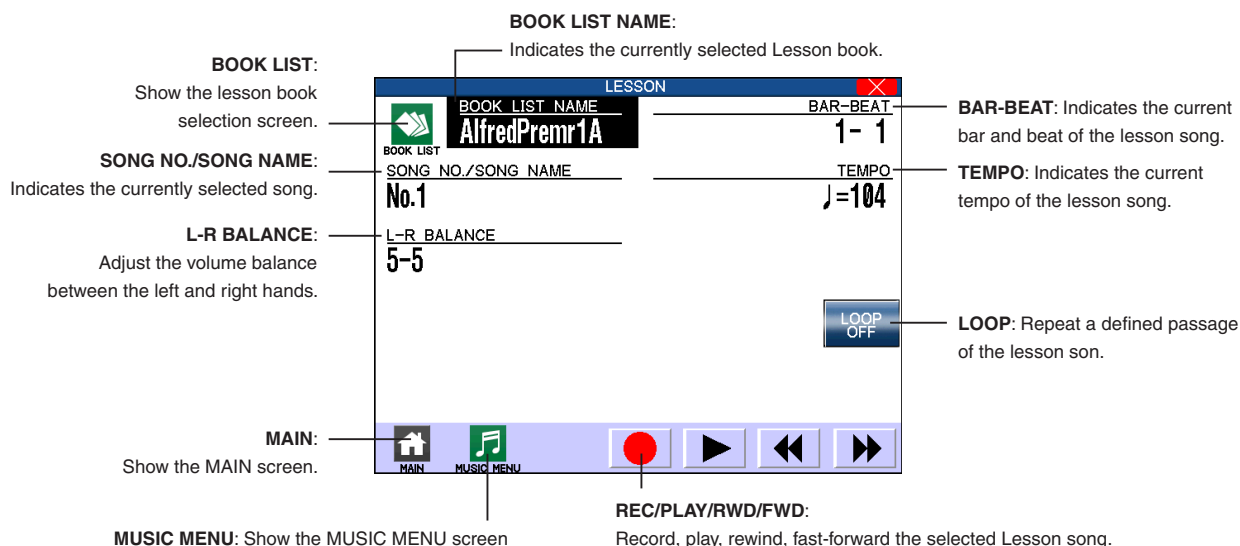 BOOK LIST NAME:
Indicates the currently selected Lesson book.
BOOK LIST:
Show the lesson book
selection screen.
SONG NO./SONG NAME:
Indicates the currently selected song.
L-R BALANCE:
Adjust the volume balance
between the left and right hands.
MAIN:
Show the MAIN screen.
MUSIC MENU: Show the MUSIC MENU screen
LESSON
BOOK LIST
BOOK LIST NAME
AlfredPremr1A
BAR-BEAT
1- 1
SONG NO./SONG NAME
No.1
TEMPO
♩=104
L-R BALANCE
5-5
LOOP
OFF
MAIN
MUSIC MENU
BAR-BEAT: Indicates the current
bar and beat of the lesson song.
TEMPO: Indicates the current
tempo of the lesson song.
LOOP: Repeat a defined passage
of the lesson son.
REC/PLAY/RWD/FWD:
Record, play, rewind, fast-forward the selected Lesson song.